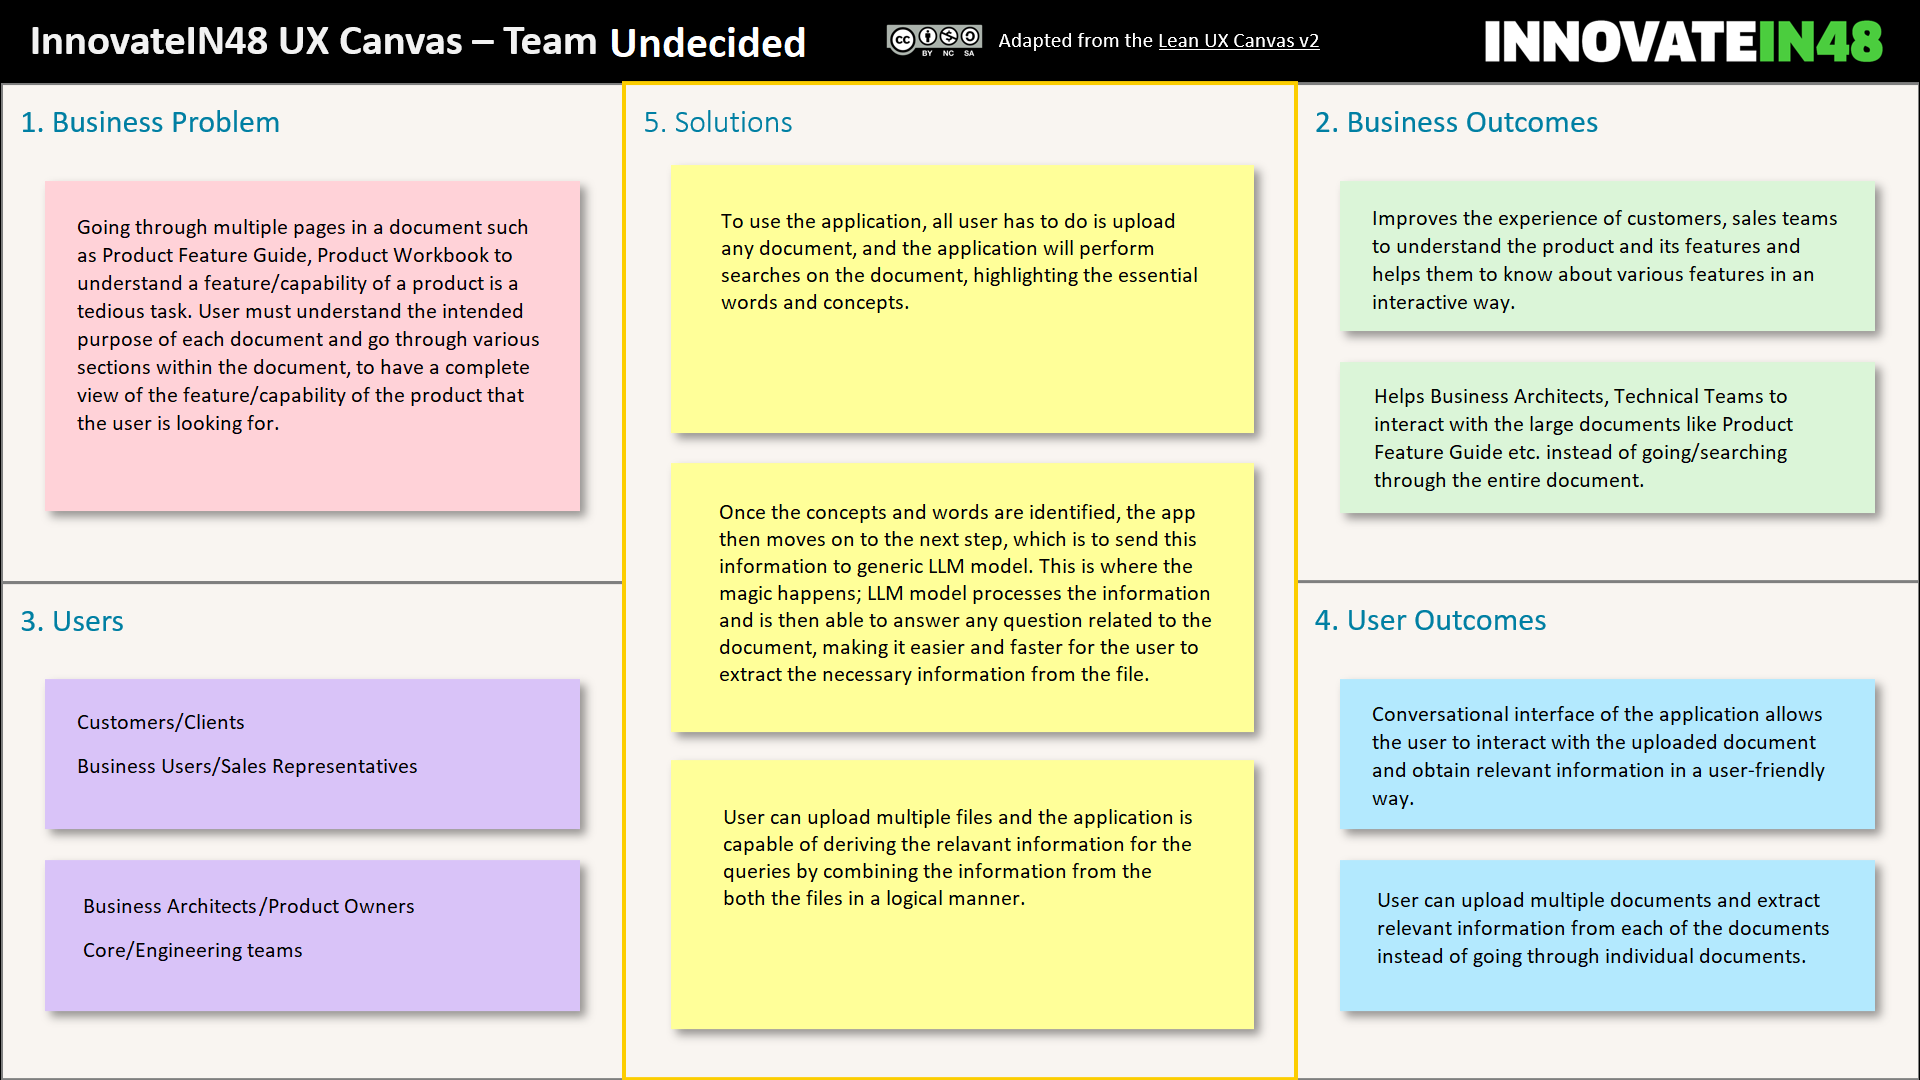 InnovateIN48 UX Canvas – Team Undecided
CC BY NC SA
Adapted from the Lean UX Canvas v2
INNOVATEIN48
1. Business Problem
Going through multiple pages in a document such
as Product Feature Guide, Product Workbook to
understand a feature/capability of a product is a
tedious task. User must understand the intended
purpose of each document and go through various
sections within the document, to have a complete
view of the feature/capability of the product that
the user is looking for.
5. Solutions
To use the application, all user has to do is upload
any document, and the application will perform
searches on the document, highlighting the essential
words and concepts.
Once the concepts and words are identified, the app
then moves on to the next step, which is to send this
information to generic LLM model. This is where the
magic happens; LLM model processes the information
and is then able to answer any question related to the
document, making it easier and faster for the user to
extract the necessary information from the file.
User can upload multiple files and the application is
capable of deriving the relavant information for the
queries by combining the information from the
both the files in a logical manner.
2. Business Outcomes
Improves the experience of customers, sales teams
to understand the product and its features and
helps them to know about various features in an
interactive way.
Helps Business Architects, Technical Teams to
interact with the large documents like Product
Feature Guide etc. instead of going/searching
through the entire document.
3. Users
Customers/Clients
Business Users/Sales Representatives
Business Architects/Product Owners
Core/Engineering teams
4. User Outcomes
Conversational interface of the application allows
the user to interact with the uploaded document
and obtain relevant information in a user-friendly
way.
User can upload multiple documents and extract
relevant information from each of the documents
instead of going through individual documents.